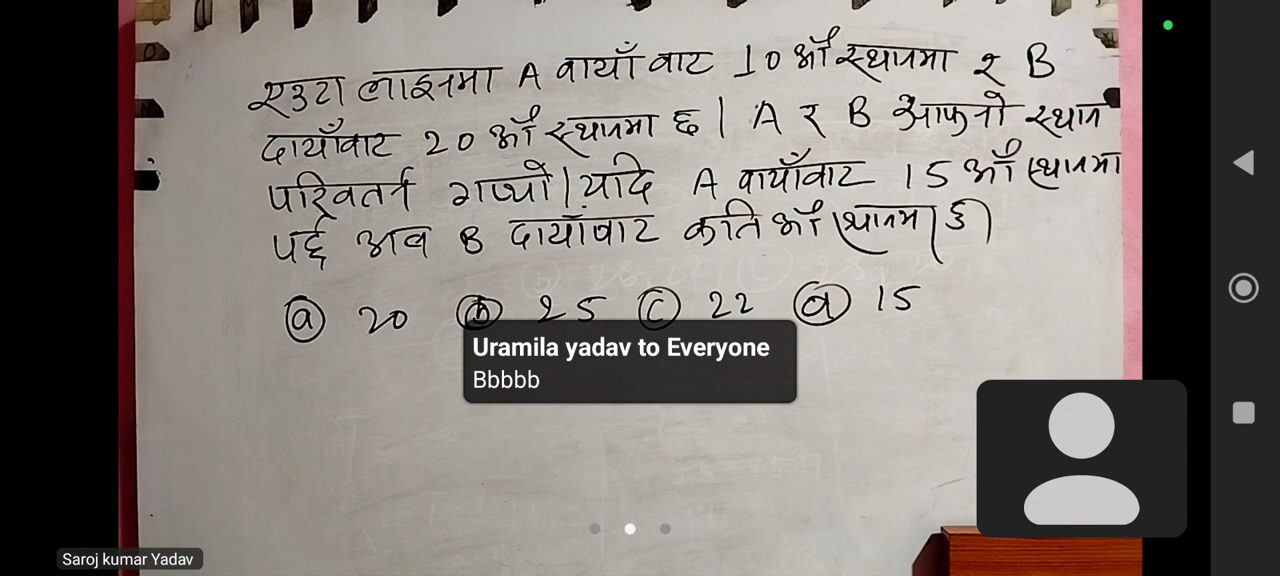 एउटा लाइनमा A बायाँ बाट 10 औं स्थानमा र B
दायाँबाट 20 औं स्थानमा छ | A र B आफ्नो स्थान
परिवर्तन गर्यो | यदि A बायाँबाट 15 औं स्थानमा
पर्छ अब B दायाँबाट कति औं स्थानमा छ
(a) 20 (b) 25 (c) 22 (d) 15
Uramila yadav to Everyone
Bbbbb
Saroj kumar Yadav